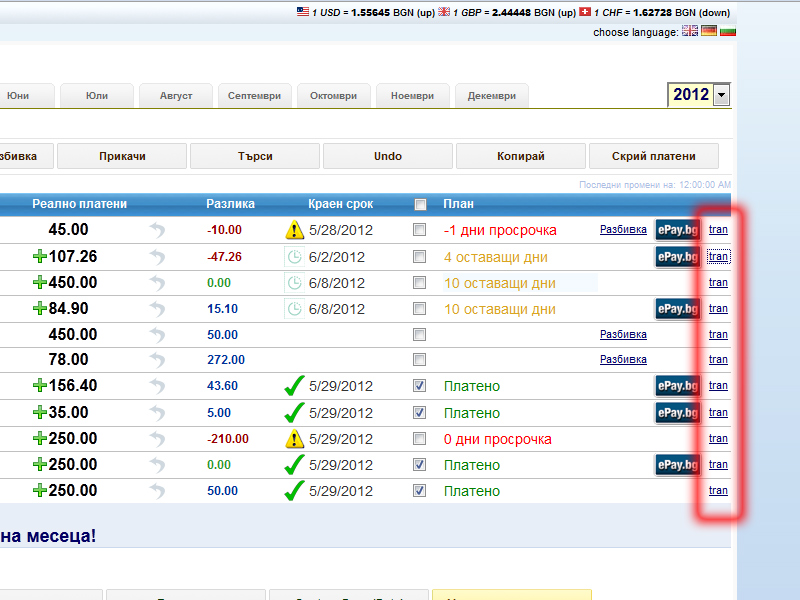 1 USD = 1.55645 BGN (up) 1 GBP = 2.44448 BGN (up) 1 CHF = 1.62728 BGN (down)
choose language:
Юни Юли Август Септември Октомври Ноември Декември 2012
збивка Прикачи Търси Undo Копирай Скрий платени
Последни промени на: 12:00:00 AM
Реално платени Разлика Краен срок План
45.00 -10.00 5/28/2012 -1 дни просрочка Разбивка ePay.bg tran
107.26 -47.26 6/2/2012 4 оставащи дни ePay.bg tran
450.00 0.00 6/8/2012 10 оставащи дни tran
84.90 15.10 6/8/2012 10 оставащи дни ePay.bg tran
450.00 50.00 Разбивка tran
78.00 272.00 Разбивка tran
156.40 43.60 5/29/2012 Платено ePay.bg tran
35.00 5.00 5/29/2012 Платено ePay.bg tran
250.00 -210.00 5/29/2012 0 дни просрочка tran
250.00 0.00 5/29/2012 Платено ePay.bg tran
250.00 50.00 5/29/2012 Платено tran
на месеца!